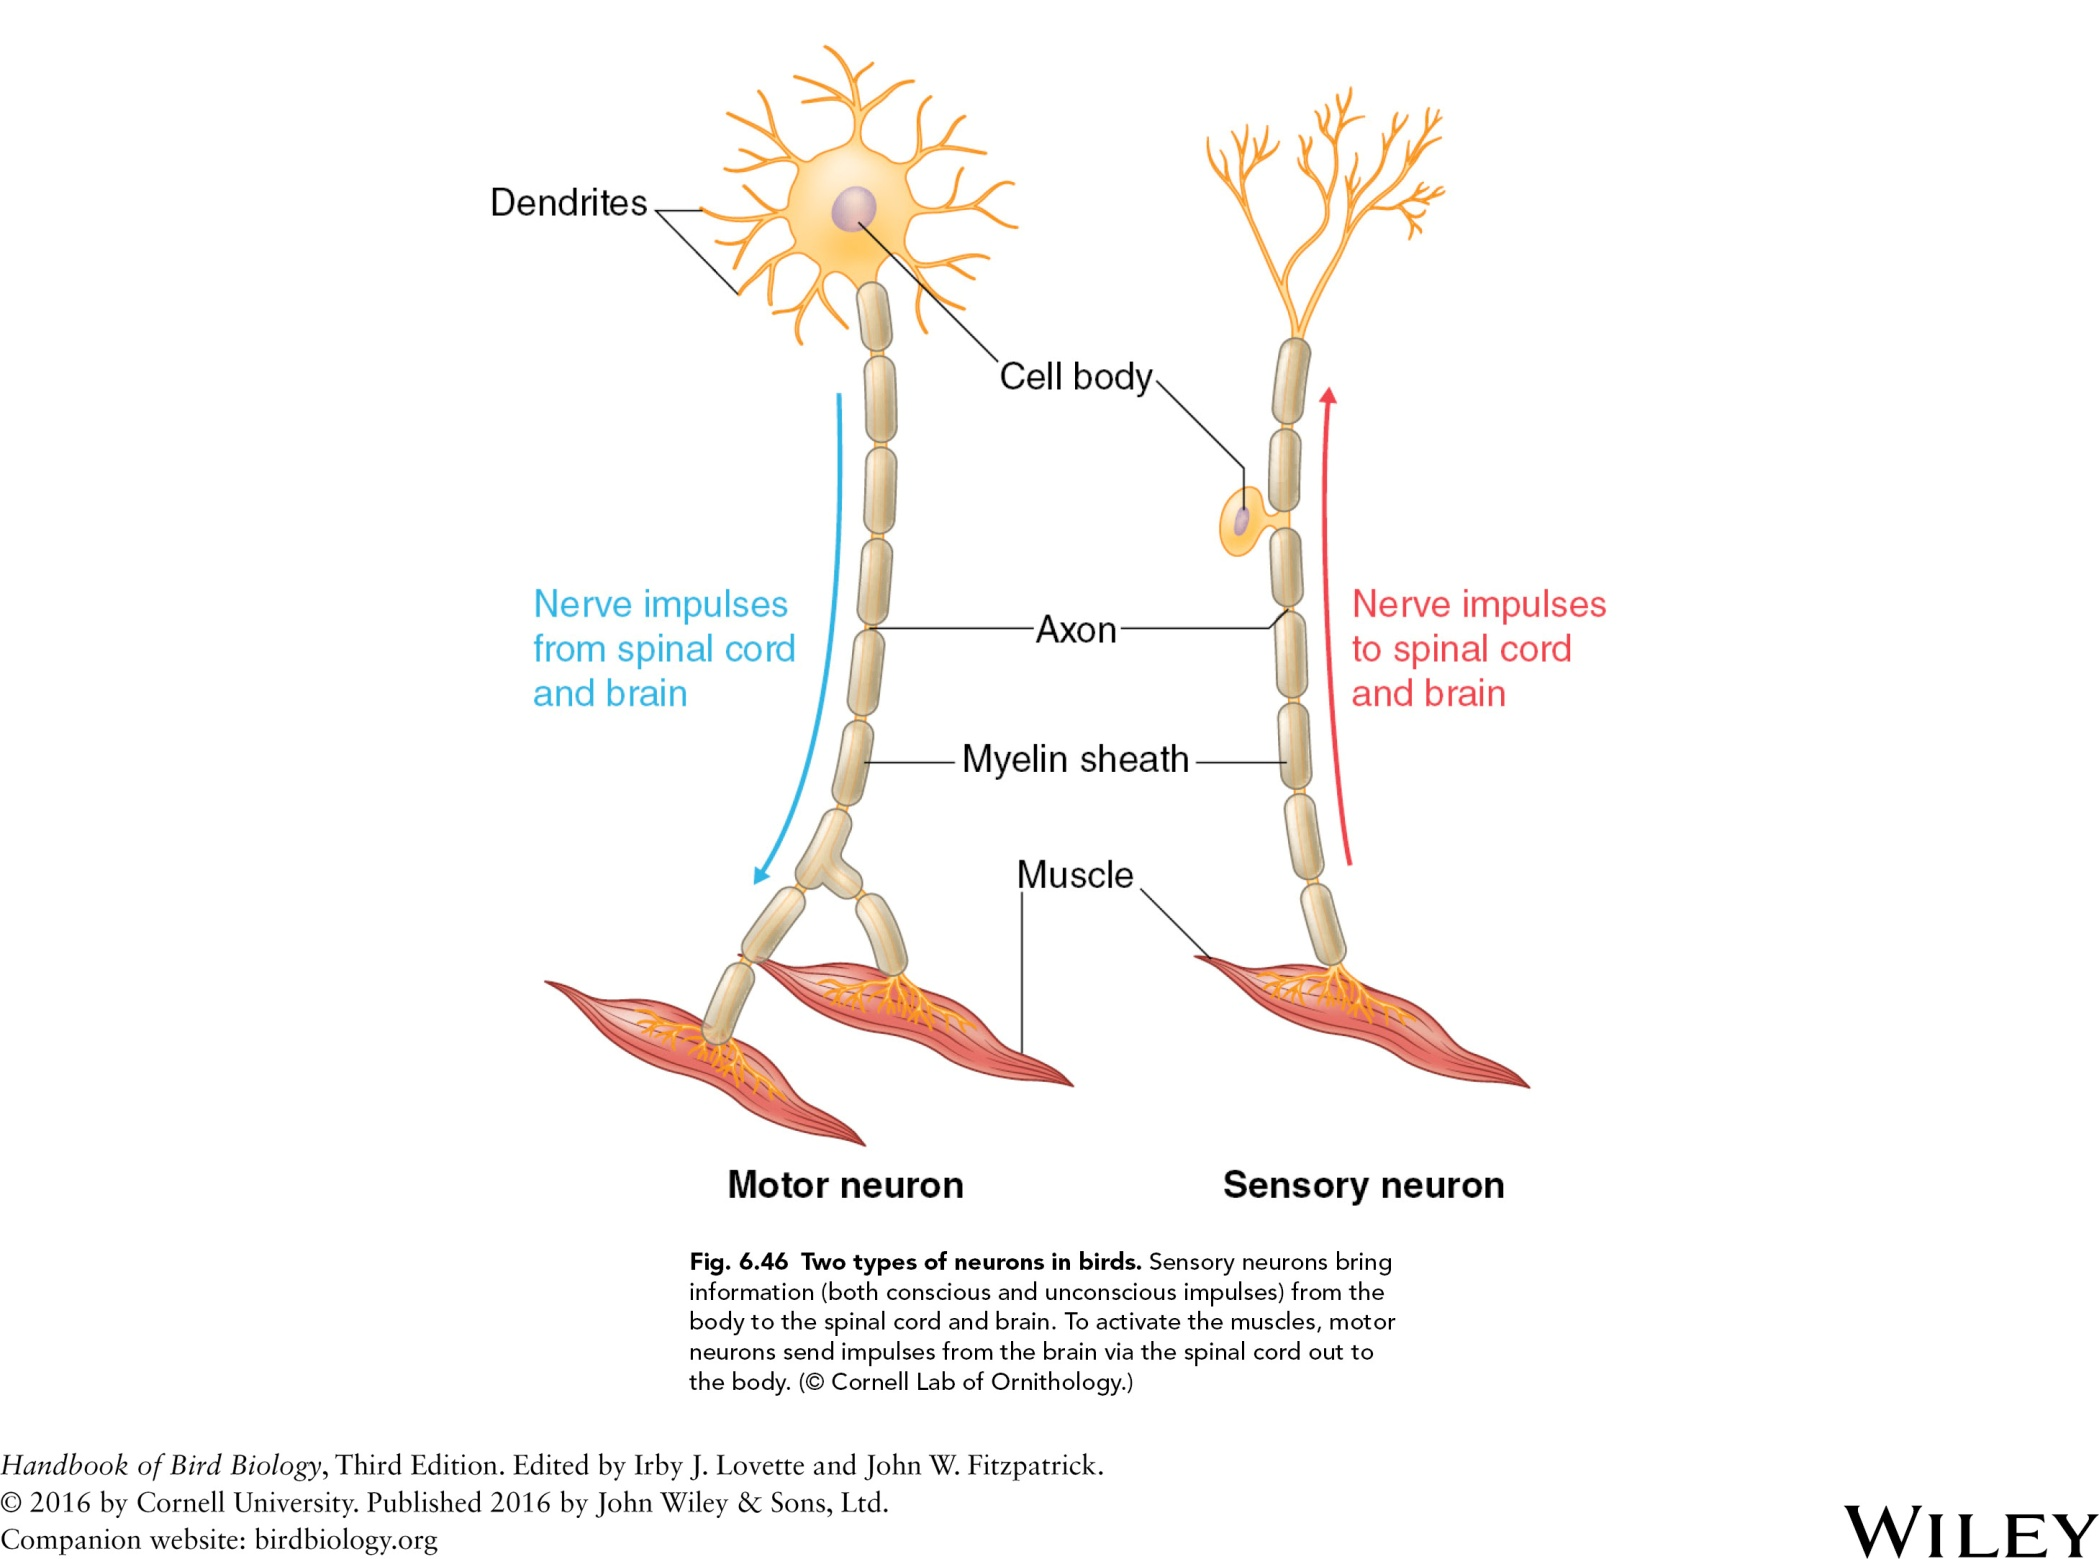 Dendrites
Cell body
Nerve impulses
from spinal cord
and brain
Axon
Nerve impulses
to spinal cord
and brain
Myelin sheath
Muscle
Motor neuron
Sensory neuron
Fig. 6.46 Two types of neurons in birds. Sensory neurons bring
information (both conscious and unconscious impulses) from the
body to the spinal cord and brain. To activate the muscles, motor
neurons send impulses from the brain via the spinal cord out to
the body. (© Cornell Lab of Ornithology.)
Handbook of Bird Biology, Third Edition. Edited by Irby J. Lovette and John W. Fitzpatrick.
© 2016 by Cornell University. Published 2016 by John Wiley & Sons, Ltd.
Companion website: birdbiology.org
WILEY